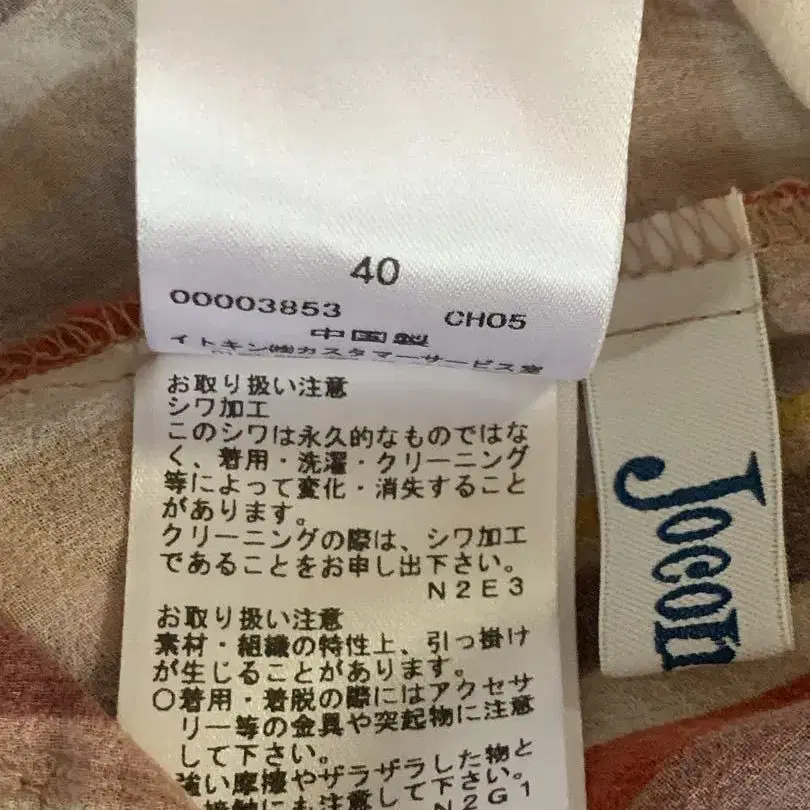 40
00003853 CH05
中国製
イトキン㈱カスタマーサービス室
お取り扱い注意
シワ加工
このシワは永久的なものではな
く、着用・洗濯・クリーニング
等によって変化・消失すること
があります。
クリーニングの際は、シワ加工
であることをお申し出下さい。
N2E3
お取り扱い注意
素材・組織の特性上、引っ掛け
が生じることがあります。
○着用・着脱の際にはアクセサ
リー等の金具や突起物に注意
して下さい。
強い摩擦やザラザラした物と
接触にも注意して下さい。
N2G1
Jocon